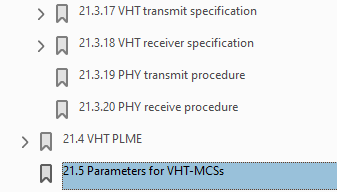 21.3.17 VHT transmit specification
21.3.18 VHT receiver specification
21.3.19 PHY transmit procedure
21.3.20 PHY receive procedure
21.4 VHT PLME
21.5 Parameters for VHT-MCSs